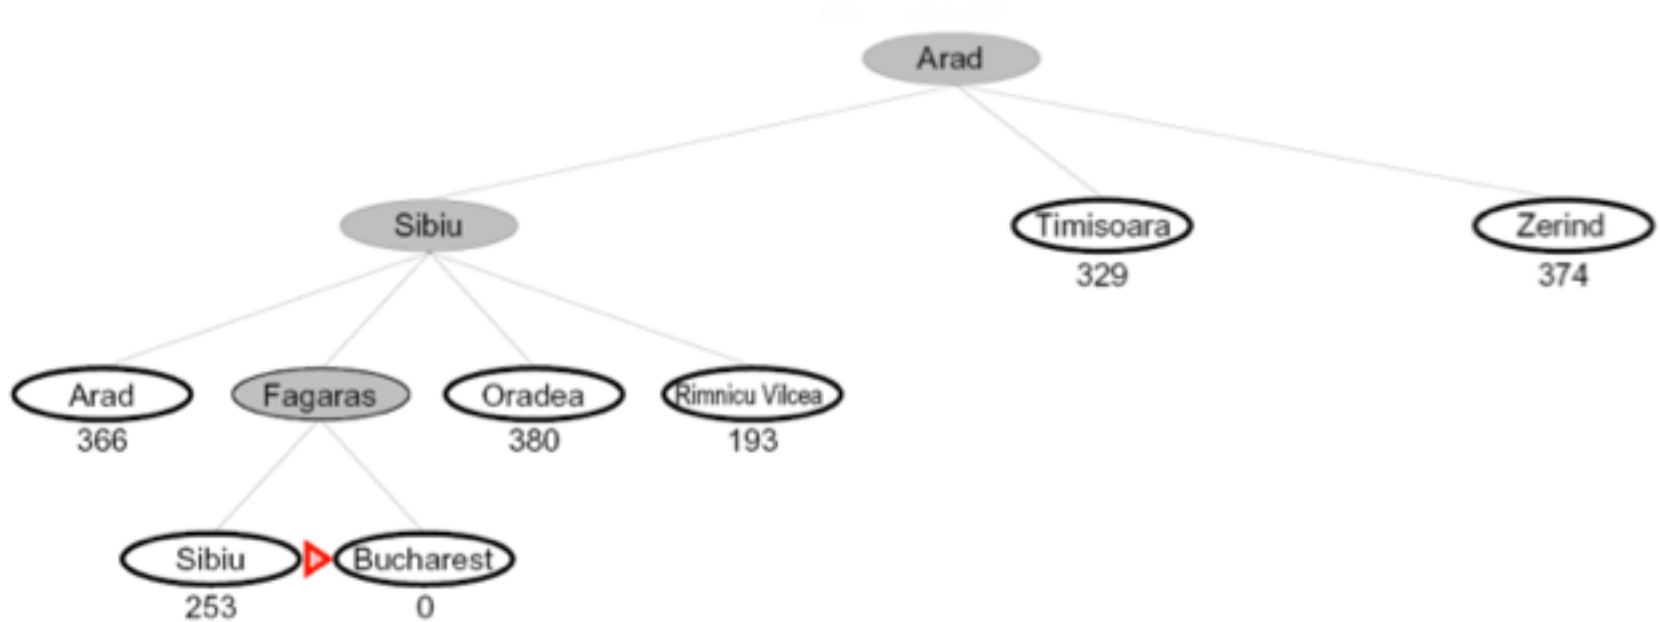 Arad
Sibiu
Timisoara
Zerind
329
374
Arad
Fagaras
Oradea
Rimnicu Vilcea
366
380
193
Sibiu
Bucharest
253
0